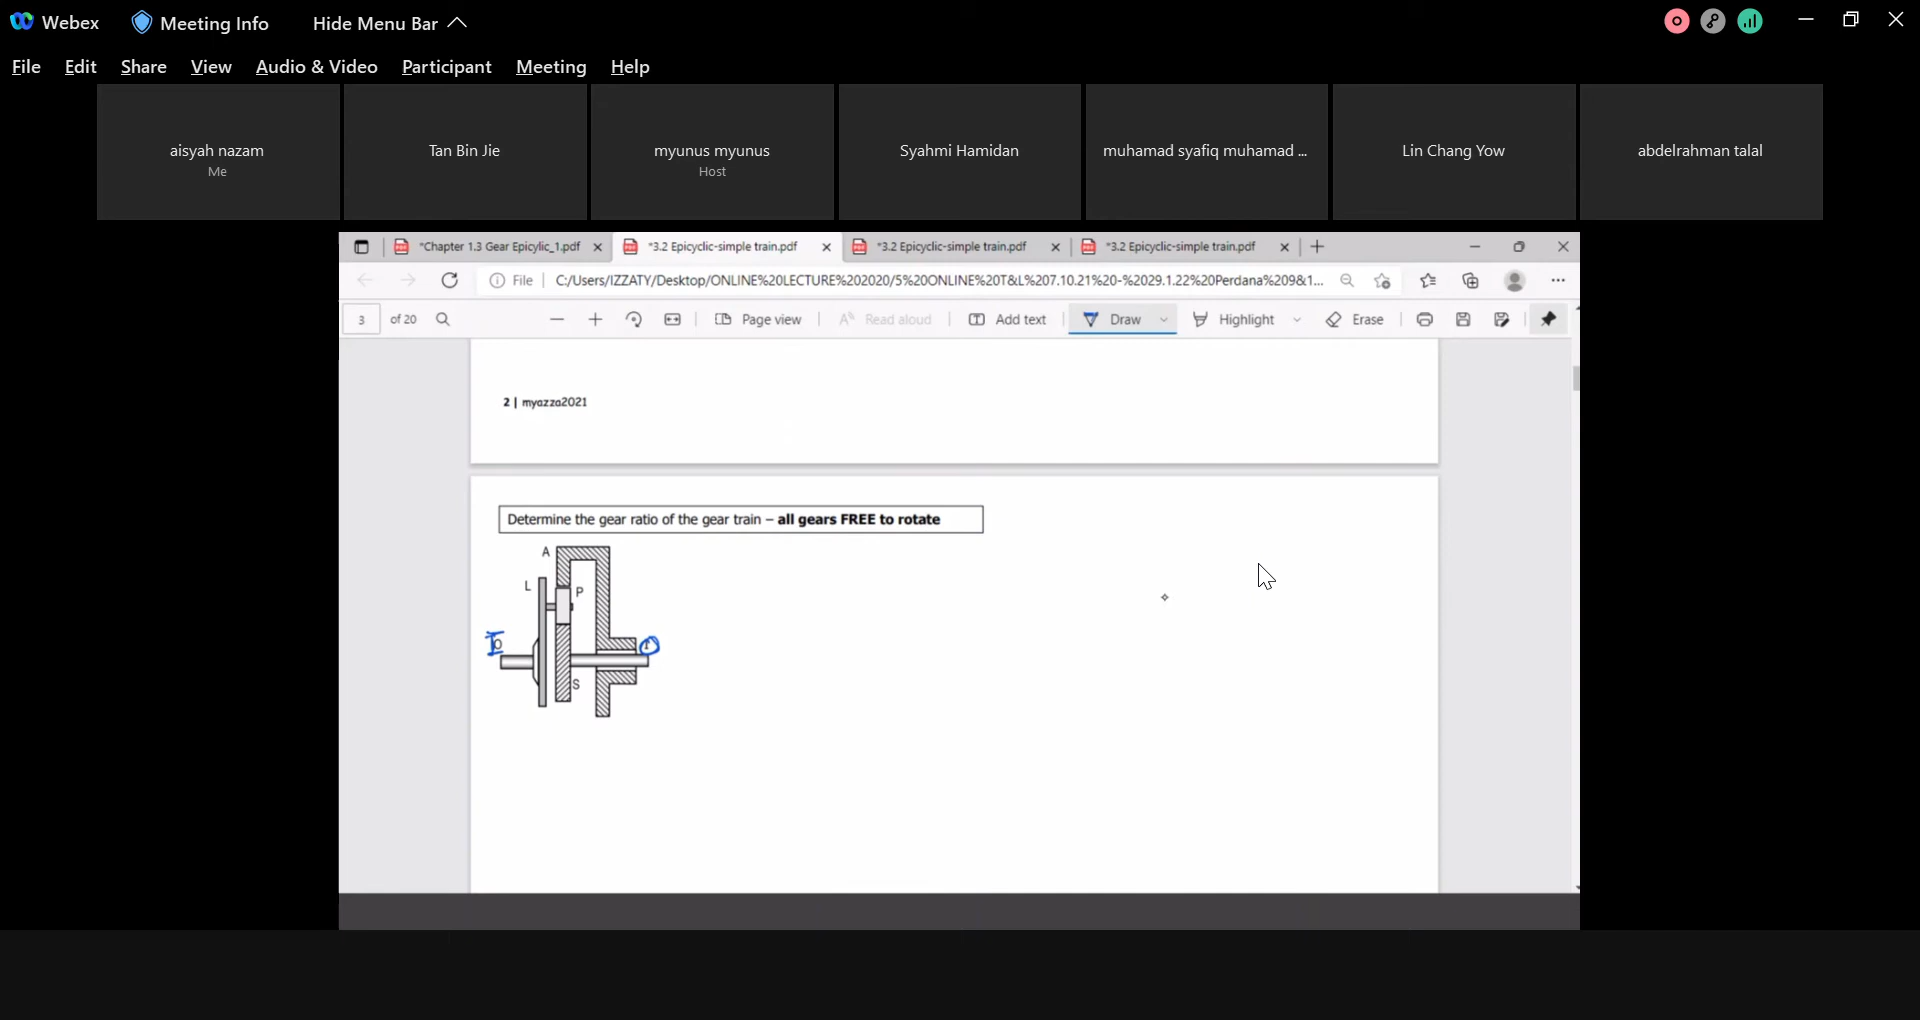 Webex Meeting Info Hide Menu Bar
File Edit Share View Audio & Video Participant Meeting Help
aisyah nazam
Me
Tan Bin Jie
myunus myunus
Host
Syahmi Hamidan
muhamad syafiq muhamad ...
Lin Chang Yow
abdelrahman talal
*Chapter 1.3 Gear Epicylic_1.pdf
*3.2 Epicyclic-simple train.pdf
*3.2 Epicyclic-simple train.pdf
*3.2 Epicyclic-simple train.pdf
File C:/Users/IZZATY/Desktop/ONLINE%20LECTURE%202020/5%20ONLINE%20T&L%207.10.21%20-%2029.1.22%20Perdana%209&1...
3 of 20 Page view Read aloud Add text Draw Highlight Erase
2 | myazza2021
Determine the gear ratio of the gear train – all gears FREE to rotate
A
L
P
I
O
S